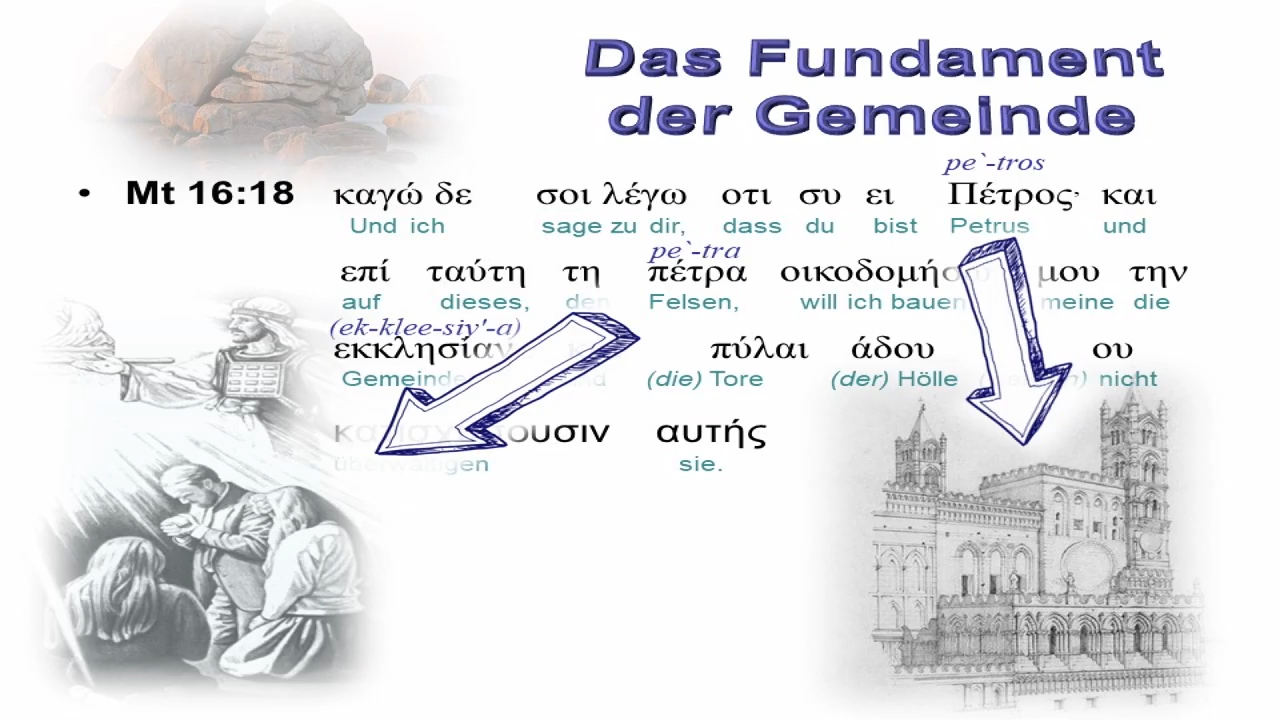 Das Fundament
der Gemeinde
pe`-tros
• Mt 16:18 καγώ δε σοι λέγω οτι συ ει Πέτρος· και
Und ich sage zu dir, dass du bist Petrus und
pe`-tra
επί ταύτη τη πέτρα μου την
auf dieses, den Felsen, will ich bauen meine die
(ek-klee-siy'-a)
εκκλησίαν πύλαι άδου ου
Gemeinde (die) Tore (der) Hölle nicht
αυτής
überwältigen sie.